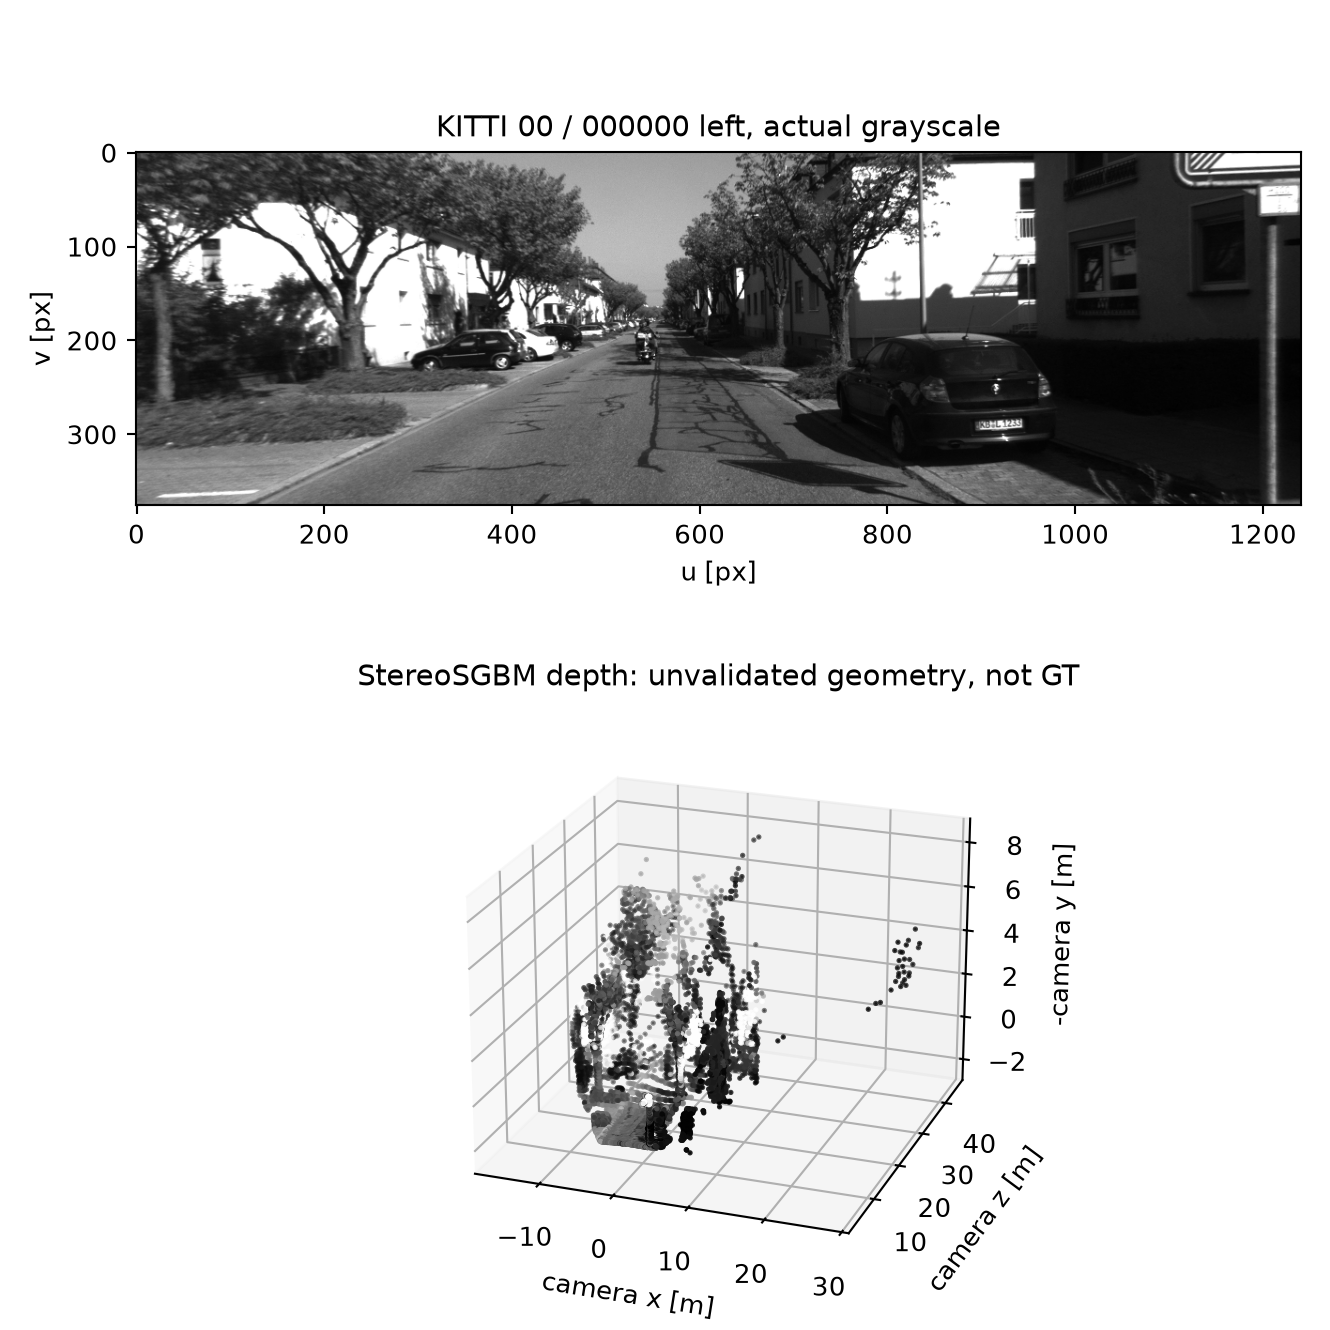 KITTI 00 / 000000 left, actual grayscale
0
100
200
300
v [px]
0 200 400 600 800 1000 1200
u [px]
StereoSGBM depth: unvalidated geometry, not GT
8
6
4
2
0
−2
-camera y [m]
40
30
20
10
camera z [m]
−10 0 10 20 30
camera x [m]